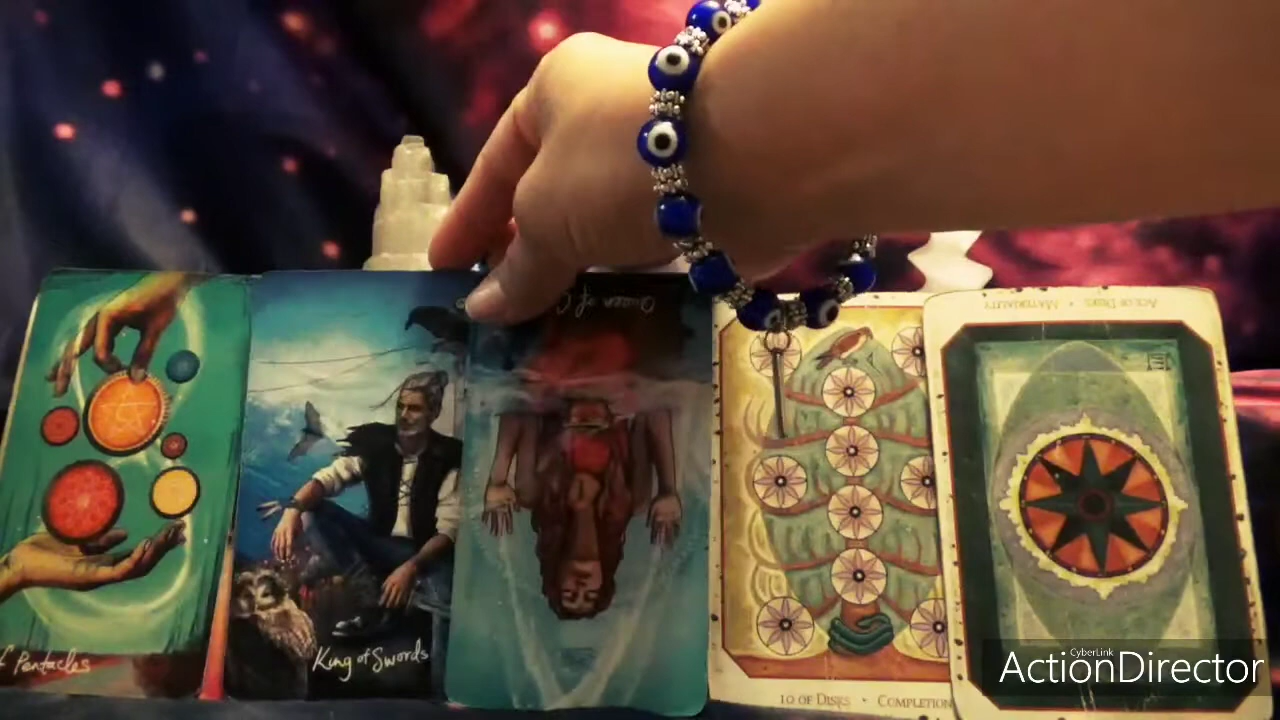 f Pentacles
King of Swords
Queen of C
10 OF DISKS • COMPLETION
ACE OF DISKS • MATERIALITY
CyberLink
ActionDirector